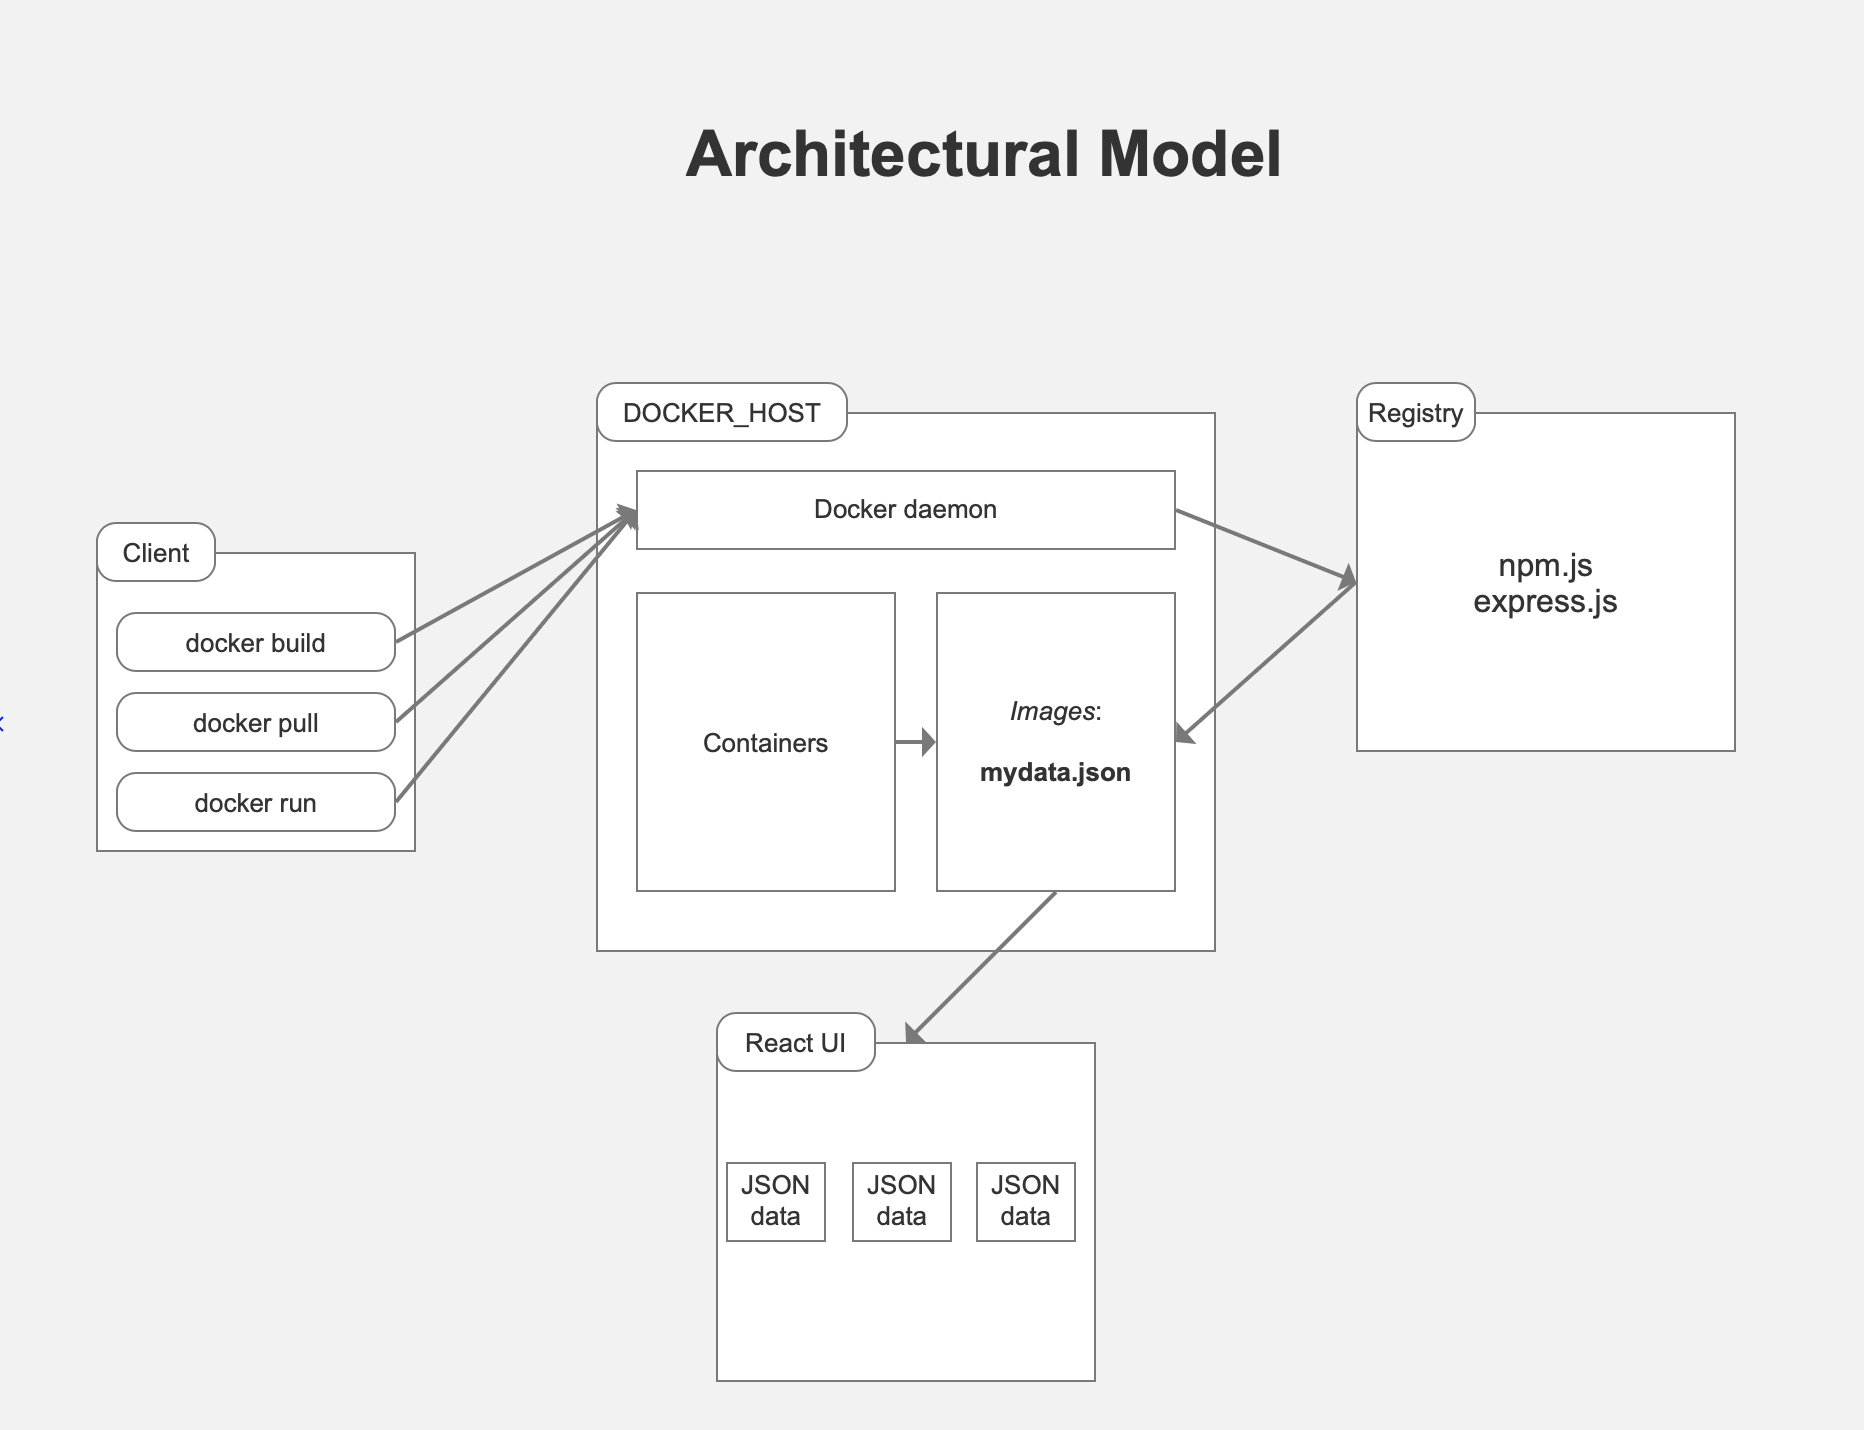 Architectural Model
DOCKER_HOST
Registry
Docker daemon
Client
npm.js
express.js
docker build
docker pull
docker run
Containers
Images:
mydata.json
React UI
JSON
data
JSON
data
JSON
data